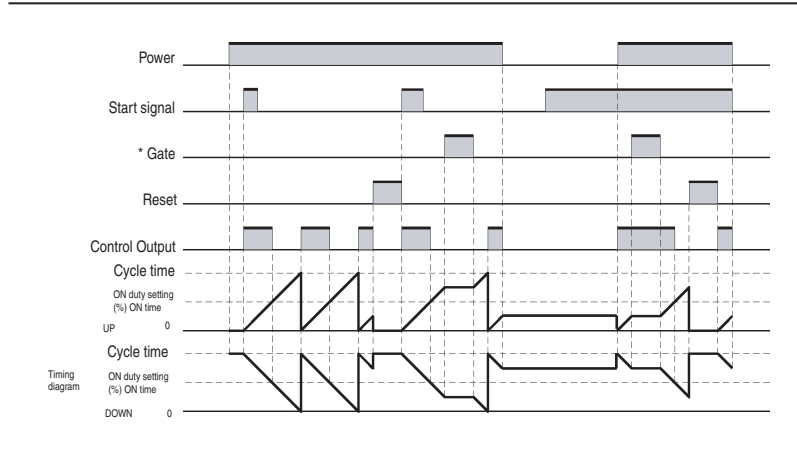 Power
Start signal
* Gate
Reset
Control Output
Cycle time
ON duty setting
(%) ON time
UP 0
Cycle time
Timing
diagram
ON duty setting
(%) ON time
DOWN 0